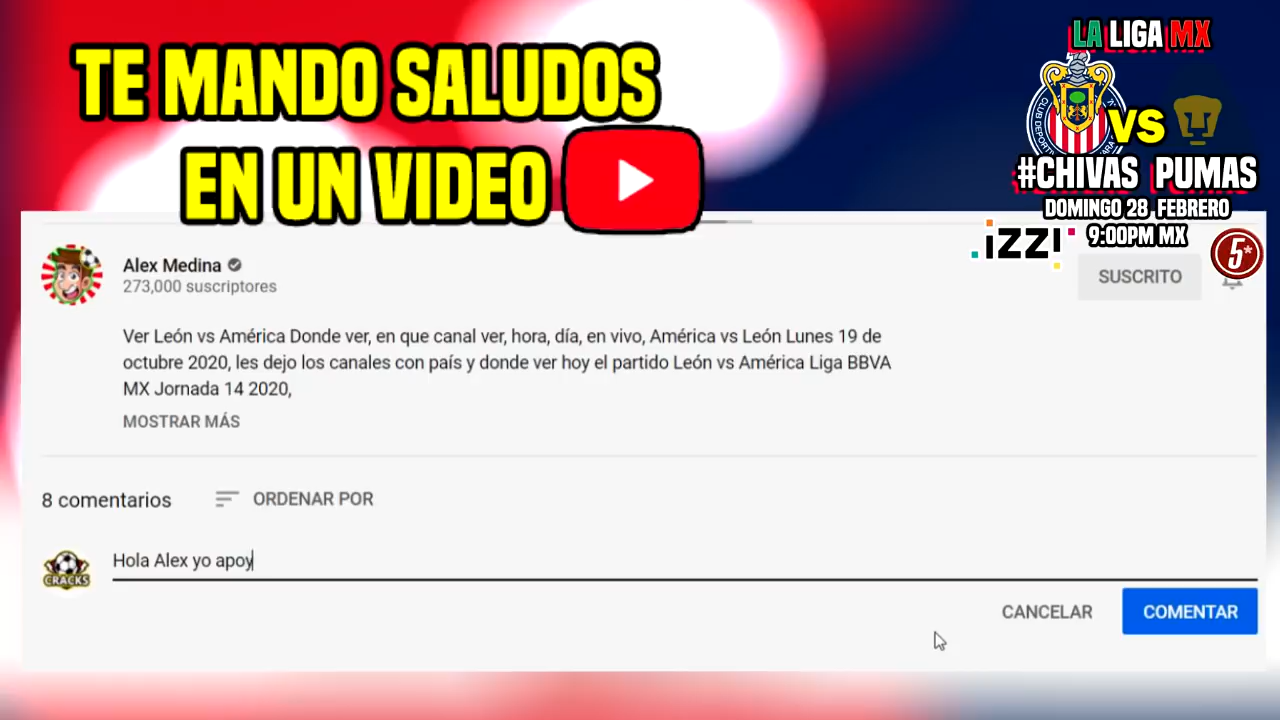 TE MANDO SALUDOS
EN UN VIDEO
LA LIGA MX
VS
#CHIVAS PUMAS
DOMINGO 28 FEBRERO
9:00PM MX
izzi
5*
Alex Medina
273,000 suscriptores
SUSCRITO
Ver León vs América Donde ver, en que canal ver, hora, día, en vivo, América vs León Lunes 19 de
octubre 2020, les dejo los canales con país y donde ver hoy el partido León vs América Liga BBVA
MX Jornada 14 2020,
MOSTRAR MÁS
8 comentarios
ORDENAR POR
CRACKS
Hola Alex yo apoy
CANCELAR
COMENTAR